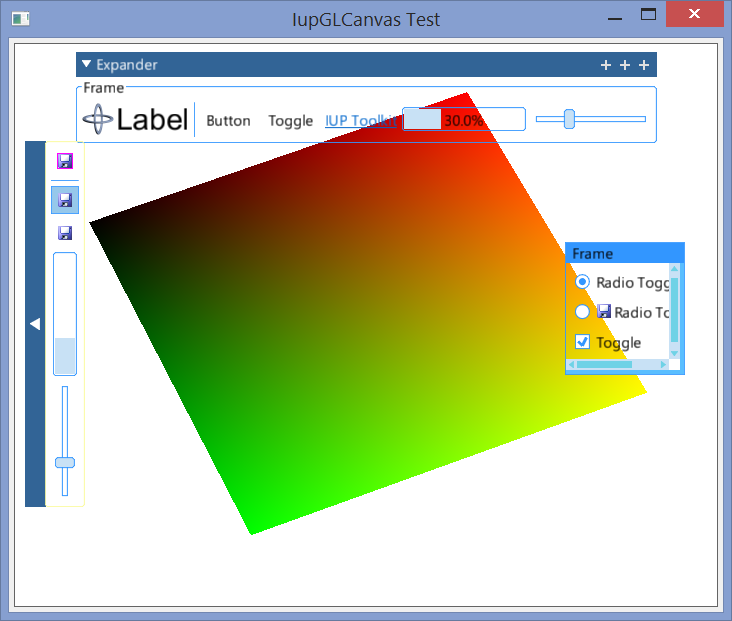 IupGLCanvas Test
Expander
Frame
Label Button Toggle IUP Toolkit 30.0%
Frame
Radio Togg
Radio To
Toggle